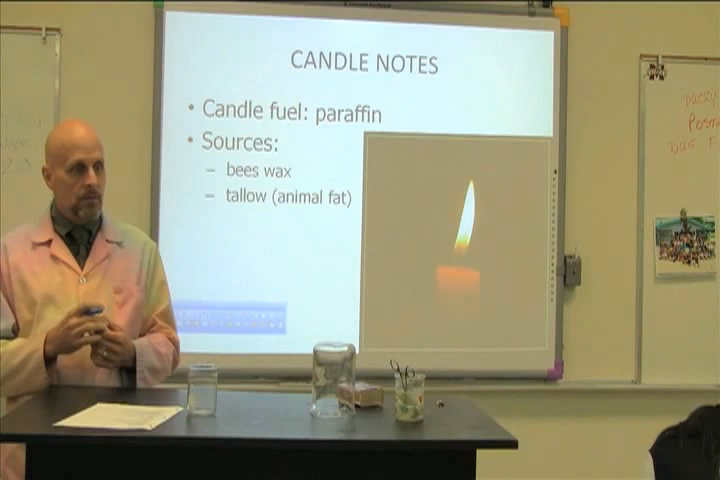 CANDLE NOTES
• Candle fuel: paraffin
• Sources:
– bees wax
– tallow (animal fat)